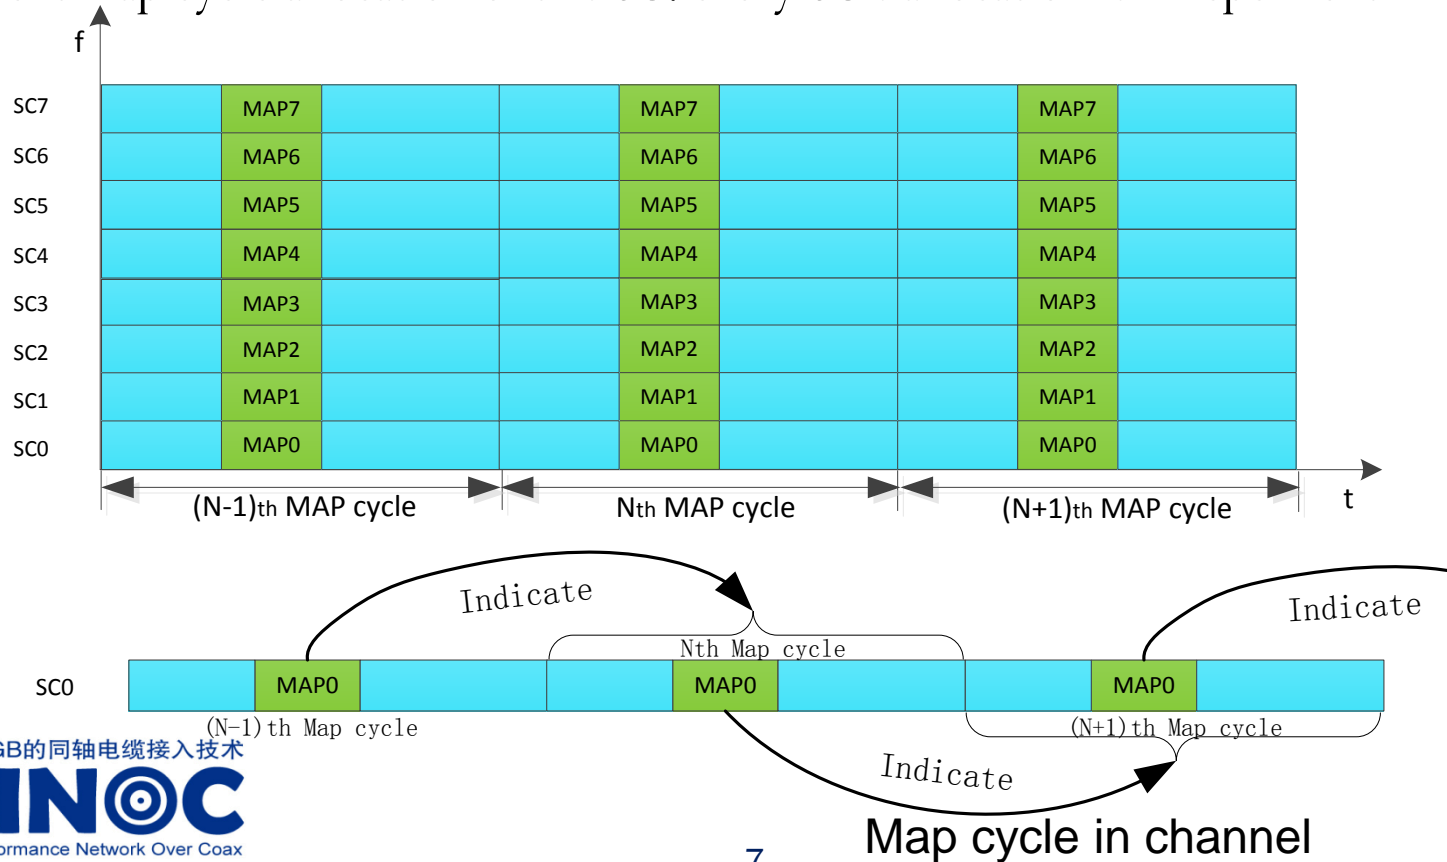 f
SC7 MAP7 MAP7 MAP7
SC6 MAP6 MAP6 MAP6
SC5 MAP5 MAP5 MAP5
SC4 MAP4 MAP4 MAP4
SC3 MAP3 MAP3 MAP3
SC2 MAP2 MAP2 MAP2
SC1 MAP1 MAP1 MAP1
SC0 MAP0 MAP0 MAP0
(N-1)th MAP cycle Nth MAP cycle (N+1)th MAP cycle t
Indicate Indicate
Nth Map cycle
SC0 MAP0 MAP0 MAP0
(N-1)th Map cycle (N+1)th Map cycle
GB的同轴电缆接入技术
Indicate
INOC
ormance Network Over Coax
Map cycle in channel
7